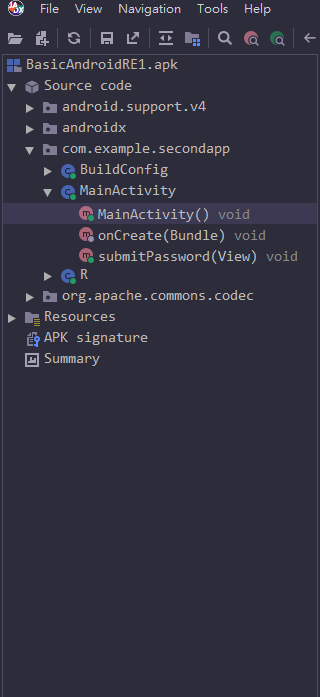 File View Navigation Tools Help
BasicAndroidRE1.apk
Source code
android.support.v4
androidx
com.example.secondapp
BuildConfig
MainActivity
MainActivity() void
onCreate(Bundle) void
submitPassword(View) void
R
org.apache.commons.codec
Resources
APK signature
Summary